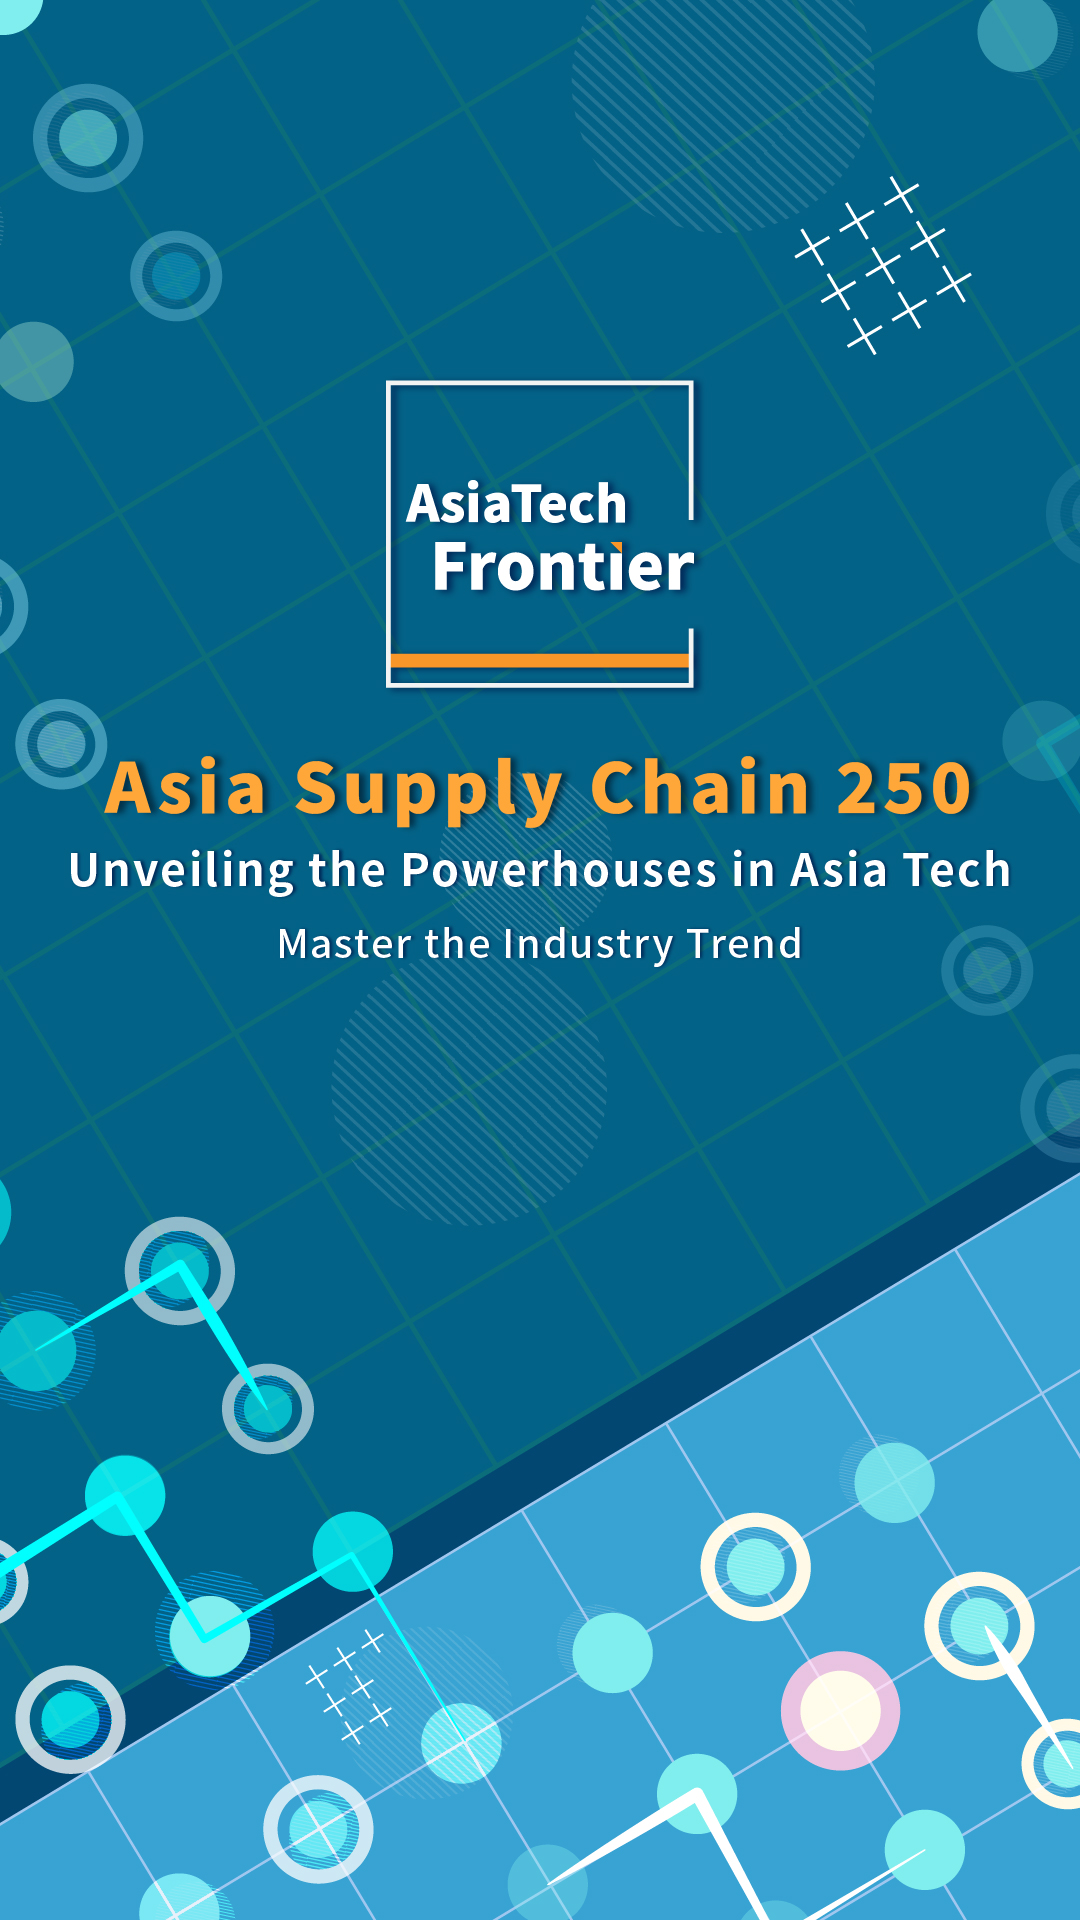 AsiaTech
Frontier
Asia Supply Chain 250
Unveiling the Powerhouses in Asia Tech
Master the Industry Trend